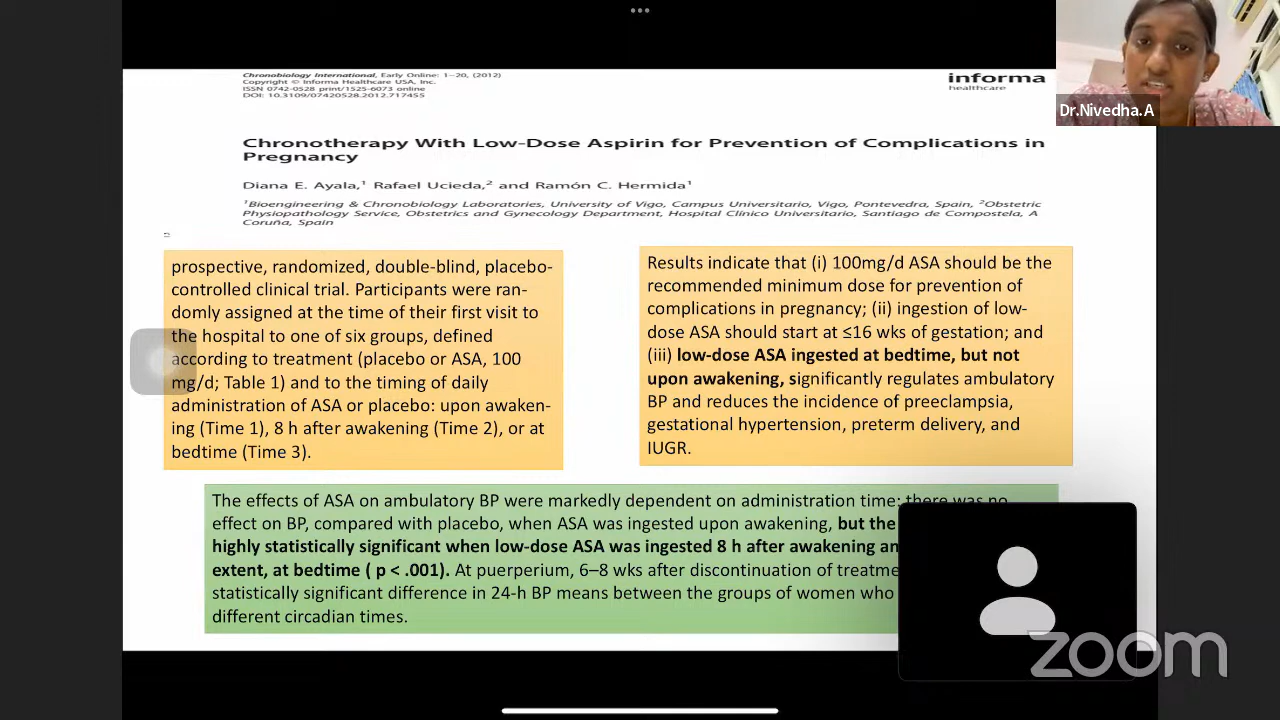 Chronobiology International, Early Online: 1–20, (2012)
Copyright © Informa Healthcare USA, Inc.
ISSN 0742-0528 print/1525-6073 online
DOI: 10.3109/07420528.2012.717455
informa
healthcare
Dr.Nivedha.A
Chronotherapy With Low-Dose Aspirin for Prevention of Complications in
Pregnancy
Diana E. Ayala,¹ Rafael Ucieda,² and Ramón C. Hermida¹
¹Bioengineering & Chronobiology Laboratories, University of Vigo, Campus Universitario, Vigo, Pontevedra, Spain, ²Obstetric
Physiopathology Service, Obstetrics and Gynecology Department, Hospital Clínico Universitario, Santiago de Compostela, A
Coruña, Spain
prospective, randomized, double-blind, placebo-
controlled clinical trial. Participants were ran-
domly assigned at the time of their first visit to
the hospital to one of six groups, defined
according to treatment (placebo or ASA, 100
mg/d; Table 1) and to the timing of daily
administration of ASA or placebo: upon awaken-
ing (Time 1), 8 h after awakening (Time 2), or at
bedtime (Time 3).
Results indicate that (i) 100mg/d ASA should be the
recommended minimum dose for prevention of
complications in pregnancy; (ii) ingestion of low-
dose ASA should start at ≤16 wks of gestation; and
(iii) low-dose ASA ingested at bedtime, but not
upon awakening, significantly regulates ambulatory
BP and reduces the incidence of preeclampsia,
gestational hypertension, preterm delivery, and
IUGR.
The effects of ASA on ambulatory BP were markedly dependent on administration time: there was no
effect on BP, compared with placebo, when ASA was ingested upon awakening, but the
highly statistically significant when low-dose ASA was ingested 8 h after awakening
extent, at bedtime ( p < .001). At puerperium, 6–8 wks after discontinuation of
statistically significant difference in 24-h BP means between the groups of women who
different circadian times.
zoom